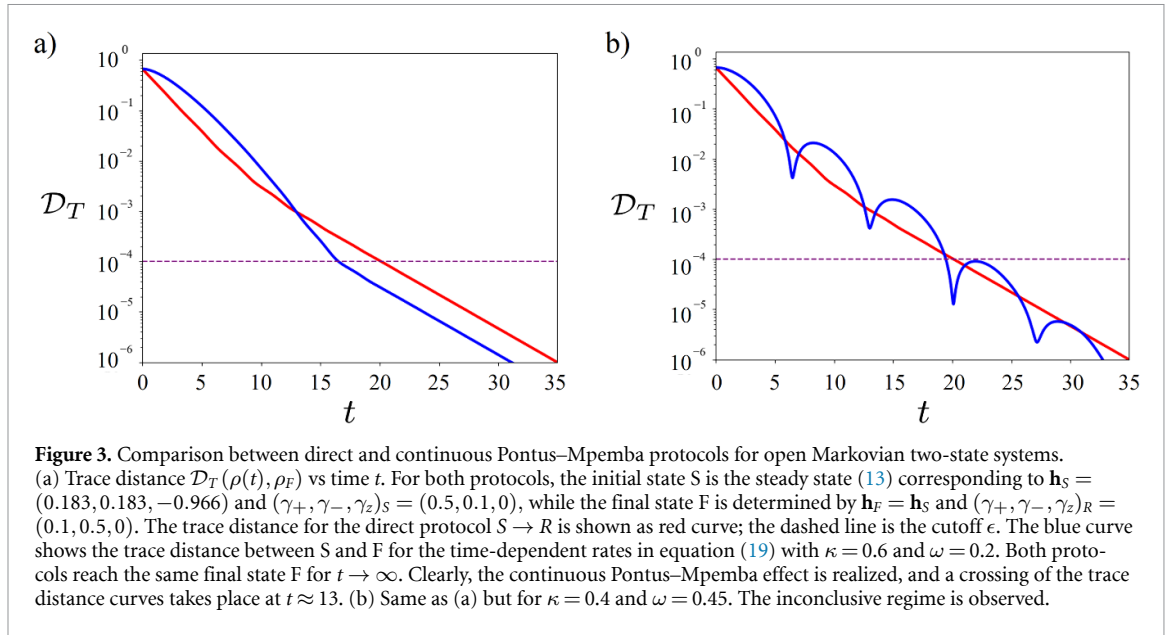 a)
b)
10⁰
10⁻¹
10⁻²
10⁻³
10⁻⁴
10⁻⁵
10⁻⁶
𝒟_T
0 5 10 15 20 25 30 35
t
10⁰
10⁻¹
10⁻²
10⁻³
10⁻⁴
10⁻⁵
10⁻⁶
𝒟_T
0 5 10 15 20 25 30 35
t
Figure 3. Comparison between direct and continuous Pontus–Mpemba protocols for open Markovian two-state systems.
(a) Trace distance 𝒟_T(ρ(t), ρ_F) vs time t. For both protocols, the initial state S is the steady state (13) corresponding to h_S =
(0.183, 0.183, −0.966) and (γ₊, γ₋, γ_z)_S = (0.5, 0.1, 0), while the final state F is determined by h_F = h_S and (γ₊, γ₋, γ_z)_R =
(0.1, 0.5, 0). The trace distance for the direct protocol S → R is shown as red curve; the dashed line is the cutoff ϵ. The blue curve
shows the trace distance between S and F for the time-dependent rates in equation (19) with κ = 0.6 and ω = 0.2. Both proto-
cols reach the same final state F for t → ∞. Clearly, the continuous Pontus–Mpemba effect is realized, and a crossing of the trace
distance curves takes place at t ≈ 13. (b) Same as (a) but for κ = 0.4 and ω = 0.45. The inconclusive regime is observed.